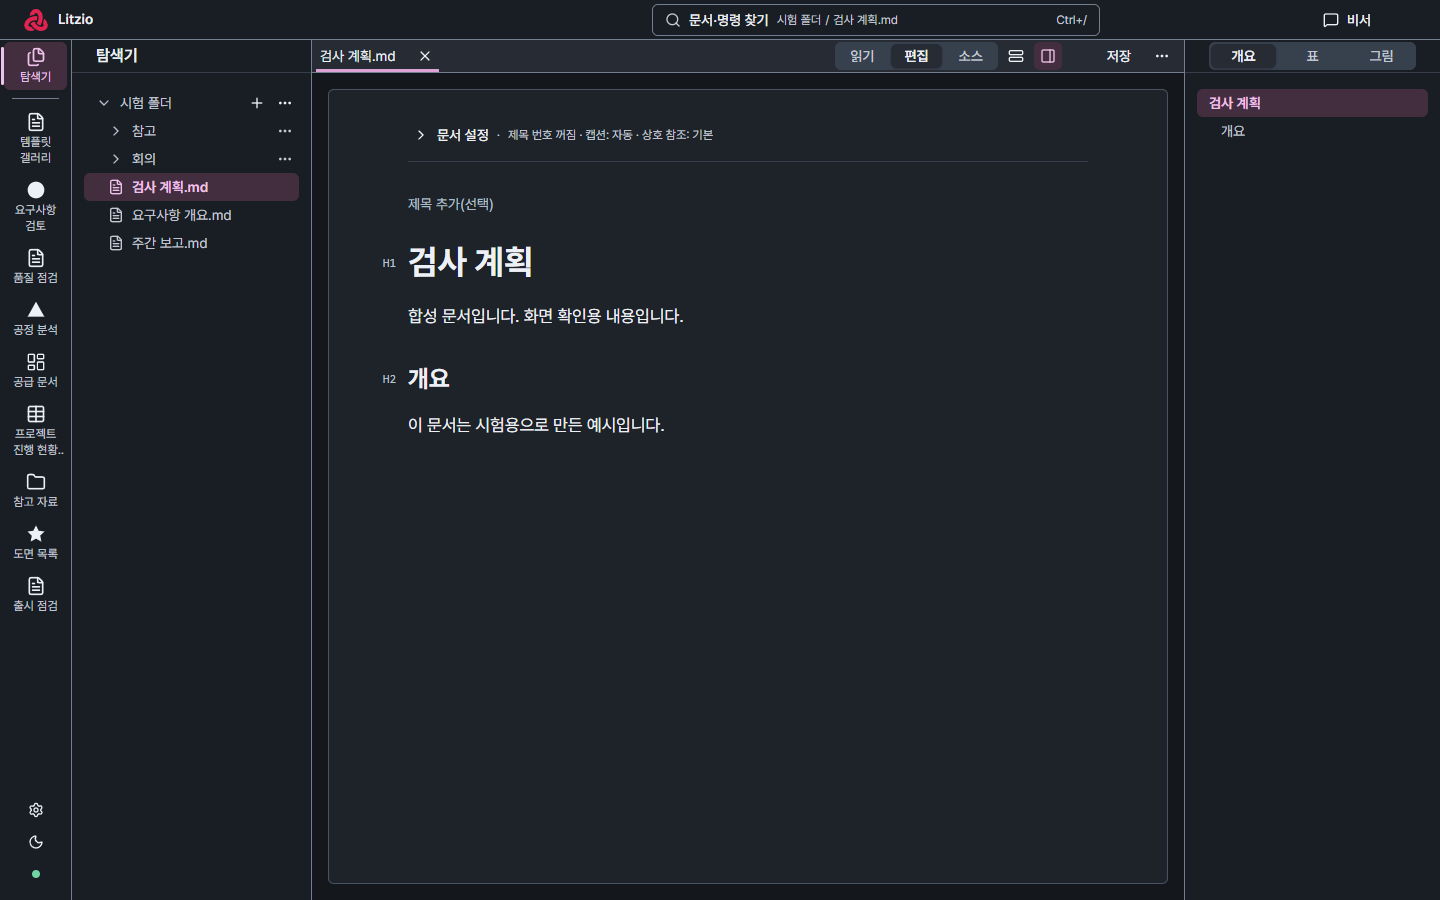 Litzio
문서·명령 찾기 시험 폴더 / 검사 계획.md Ctrl+/
비서
탐색기
템플릿
갤러리
요구사항
검토
품질 점검
공정 분석
공급 문서
프로젝트
진행 현황..
참고 자료
도면 목록
출시 점검
탐색기
시험 폴더
참고
회의
검사 계획.md
요구사항 개요.md
주간 보고.md
검사 계획.md
읽기 편집 소스
저장
문서 설정 · 제목 번호 꺼짐 · 캡션: 자동 · 상호 참조: 기본
제목 추가(선택)
H1 검사 계획
합성 문서입니다. 화면 확인용 내용입니다.
H2 개요
이 문서는 시험용으로 만든 예시입니다.
개요 표 그림
검사 계획
개요